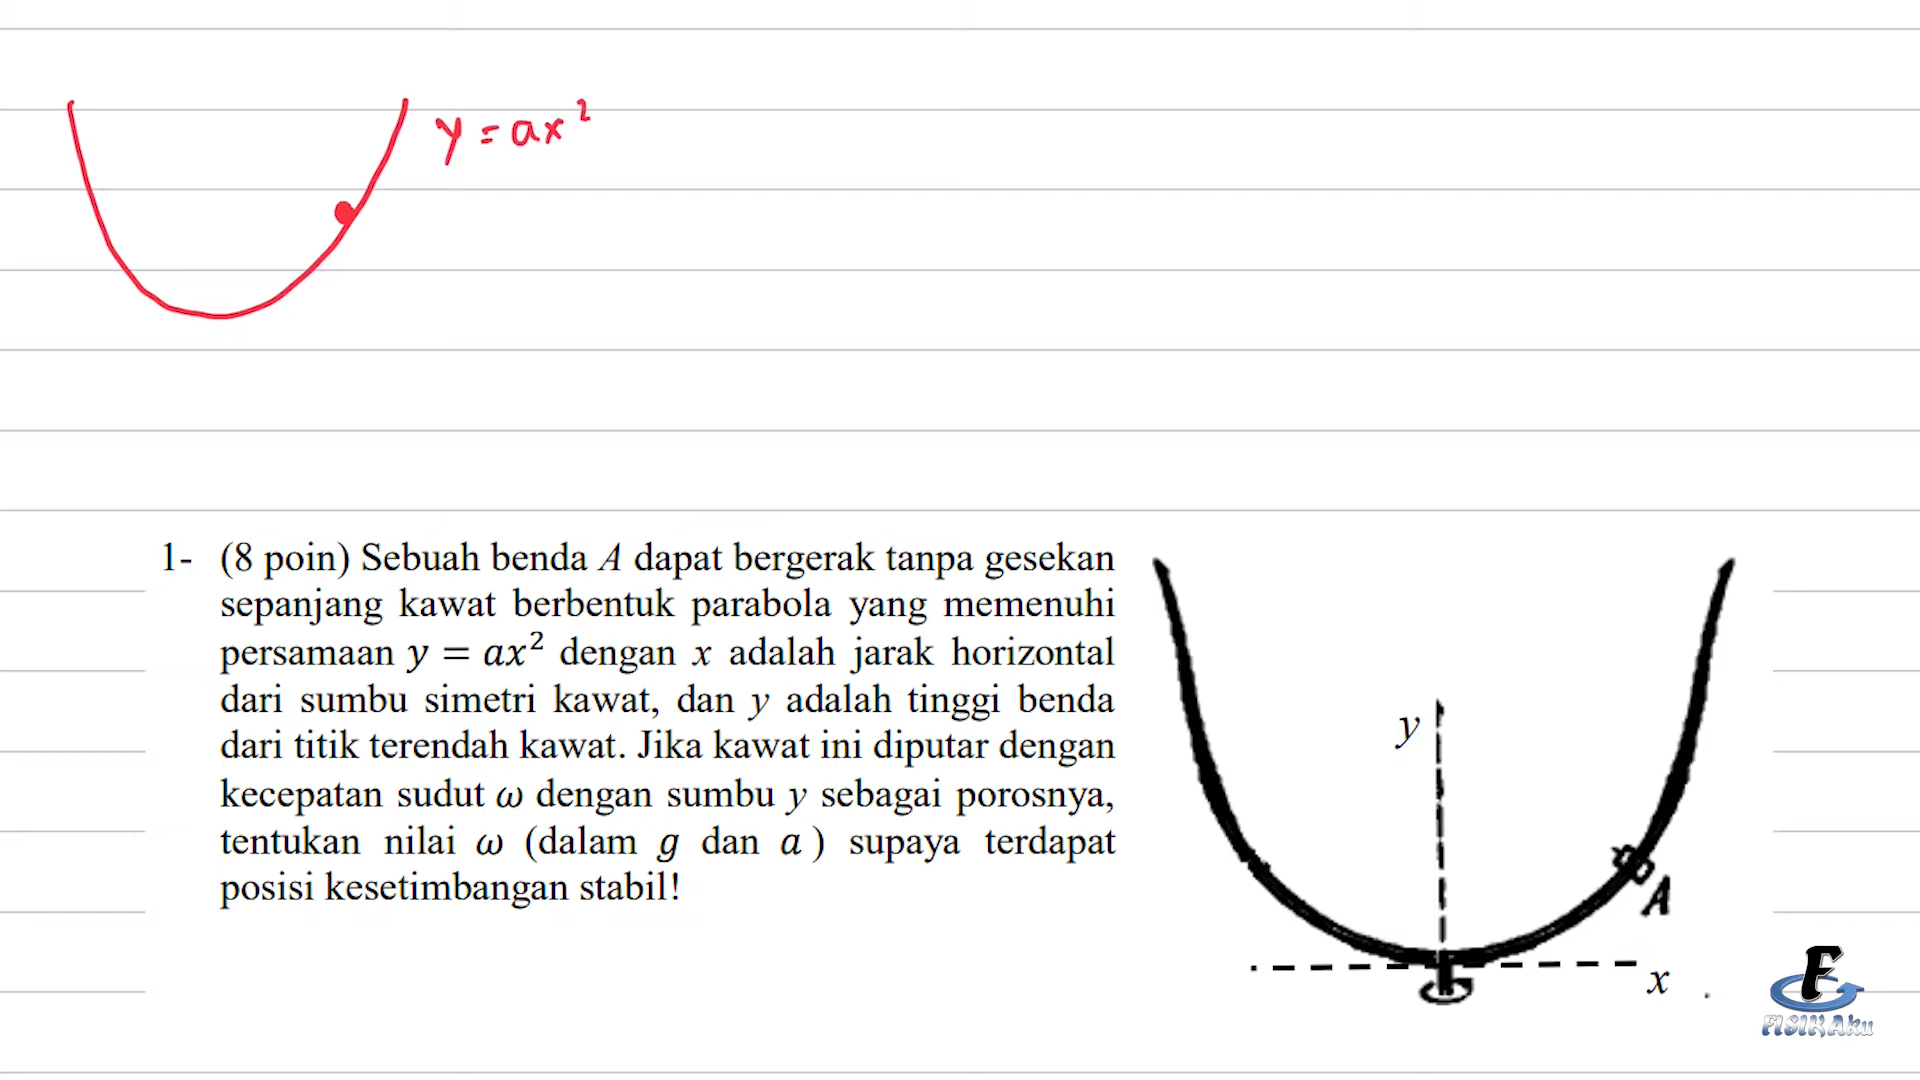 y = ax²
1- (8 poin) Sebuah benda A dapat bergerak tanpa gesekan
sepanjang kawat berbentuk parabola yang memenuhi
persamaan y = ax² dengan x adalah jarak horizontal
dari sumbu simetri kawat, dan y adalah tinggi benda
dari titik terendah kawat. Jika kawat ini diputar dengan
kecepatan sudut ω dengan sumbu y sebagai porosnya,
tentukan nilai ω (dalam g dan a ) supaya terdapat
posisi kesetimbangan stabil!
y
A
x
F
FISIKAku